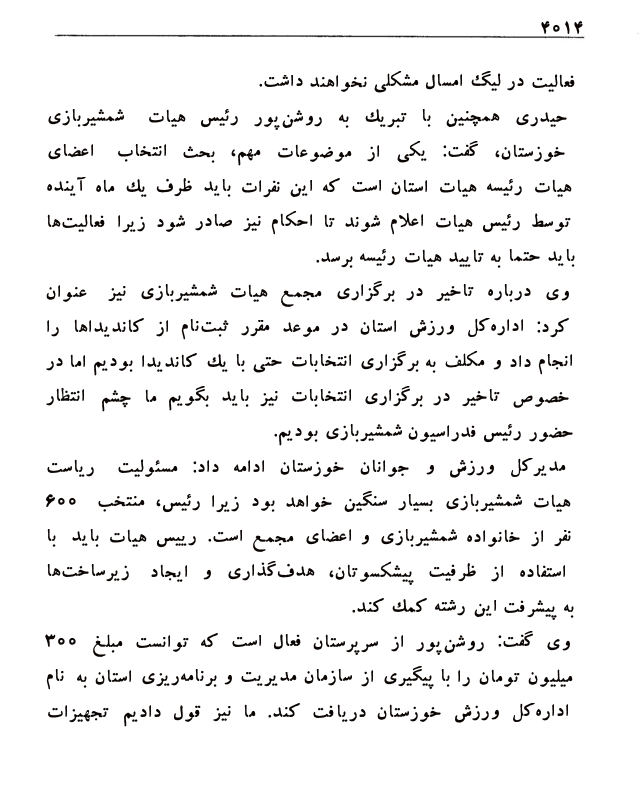 ۴۰۱۴
فعالیت در لیگ امسال مشکلی نخواهند داشت.
حیدری همچنین با تبریك به روشن‌پور رئیس هیات شمشیربازی
خوزستان، گفت: یکی از موضوعات مهم، بحث انتخاب اعضای
هیات رئیسه هیات استان است که این نفرات باید ظرف یك ماه آینده
توسط رئیس هیات اعلام شوند تا احکام نیز صادر شود زیرا فعالیت‌ها
باید حتما به تایید هیات رئیسه برسد.
وی درباره تاخیر در برگزاری مجمع هیات شمشیربازی نیز عنوان
کرد: اداره‌کل ورزش استان در موعد مقرر ثبت‌نام از کاندیداها را
انجام داد و مکلف به برگزاری انتخابات حتی با یك کاندیدا بودیم اما در
خصوص تاخیر در برگزاری انتخابات نیز باید بگویم ما چشم انتظار
حضور رئیس فدراسیون شمشیربازی بودیم.
مدیرکل ورزش و جوانان خوزستان ادامه داد: مسئولیت ریاست
هیات شمشیربازی بسیار سنگین خواهد بود زیرا رئیس، منتخب ۶۰۰
نفر از خانواده شمشیربازی و اعضای مجمع است. رییس هیات باید با
استفاده از ظرفیت پیشکسوتان، هدف‌گذاری و ایجاد زیرساخت‌ها
به پیشرفت این رشته کمك کند.
وی گفت: روشن‌پور از سرپرستان فعال است که توانست مبلغ ۳۰۰
میلیون تومان را با پیگیری از سازمان مدیریت و برنامه‌ریزی استان به نام
اداره‌کل ورزش خوزستان دریافت کند. ما نیز قول دادیم تجهیزات